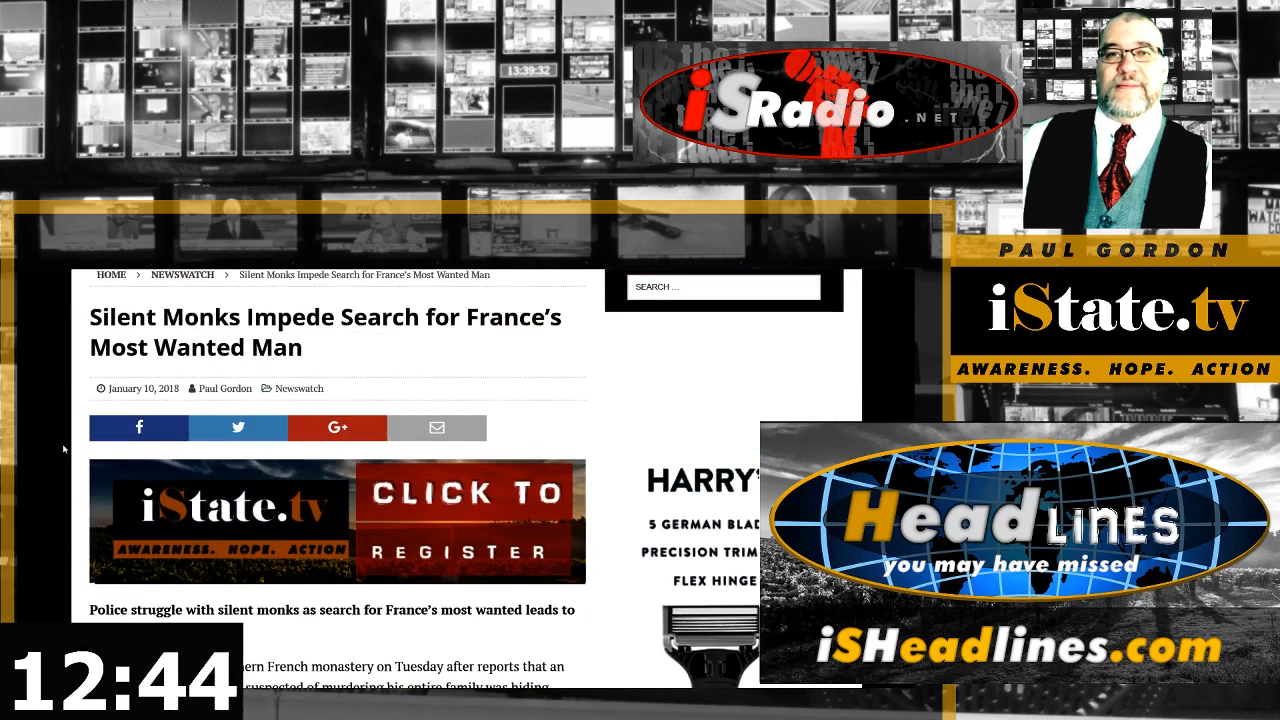 13:39:32
iSRadio.NET
PAUL GORDON
iState.tv
AWARENESS. HOPE. ACTION
HOME > NEWSWATCH > Silent Monks Impede Search for France's Most Wanted Man
SEARCH ...
Silent Monks Impede Search for France's
Most Wanted Man
January 10, 2018 Paul Gordon Newswatch
f G+
iState.tv
AWARENESS. HOPE. ACTION
CLICK TO
REGISTER
Police struggle with silent monks as search for France's most wanted leads to
French monastery on Tuesday after reports that an
suspected of murdering his entire family was hiding
HARRY'
5 GERMAN
PRECISION TRIM
FLEX HINGE
HeadLINES
you may have missed
iSHeadlines.com
12:44